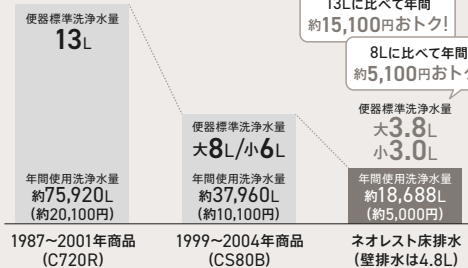 13Lに比べて年間
約15,100円おトク!
8Lに比べて年間
約5,100円おトク
便器標準洗浄水量
13L
年間使用洗浄水量
約75,920L
(約20,100円)
1987〜2001年商品
(C720R)
便器標準洗浄水量
大8L/小6L
年間使用洗浄水量
約37,960L
(約10,100円)
1999〜2004年商品
(CS80B)
便器標準洗浄水量
大3.8L
小3.0L
年間使用洗浄水量
約18,688L
(約5,000円)
ネオレスト床排水
(壁排水は4.8L)